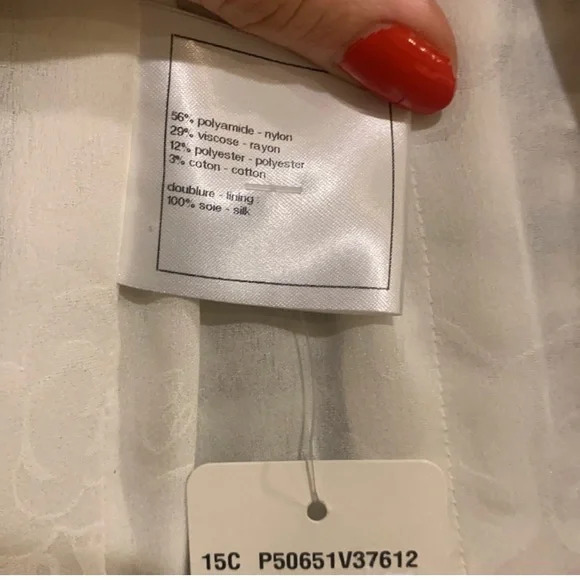 56% polyamide - nylon
29% viscose - rayon
12% polyester - polyester
3% coton - cotton
doublure - lining
100% soie - silk
15C P50651V37612